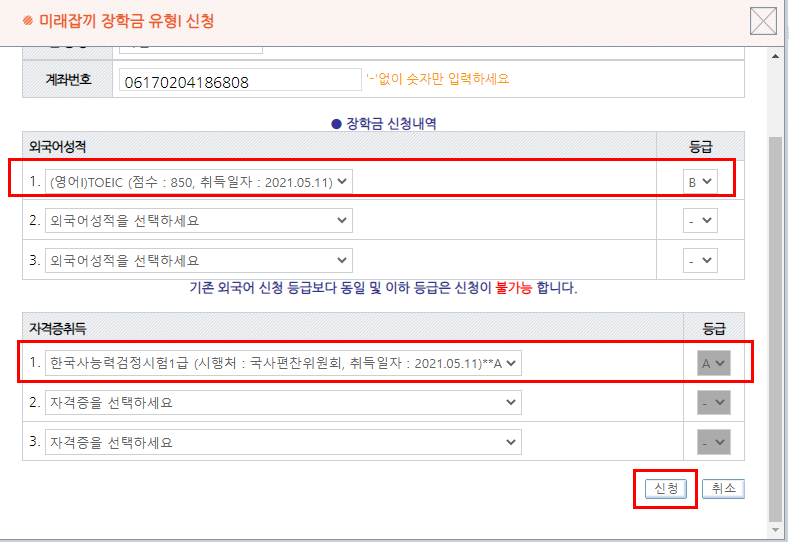 미래잡끼 장학금 유형I 신청
계좌번호 06170204186808 '-'없이 숫자만 입력하세요
● 장학금 신청내역
외국어성적 등급
1. (영어I)TOEIC (점수 : 850, 취득일자 : 2021.05.11) B
2. 외국어성적을 선택하세요 -
3. 외국어성적을 선택하세요 -
기존 외국어 신청 등급보다 동일 및 이하 등급은 신청이 불가능 합니다.
자격증취득 등급
1. 한국사능력검정시험1급 (시행처 : 국사편찬위원회, 취득일자 : 2021.05.11)**A A
2. 자격증을 선택하세요 -
3. 자격증을 선택하세요 -
신청 취소